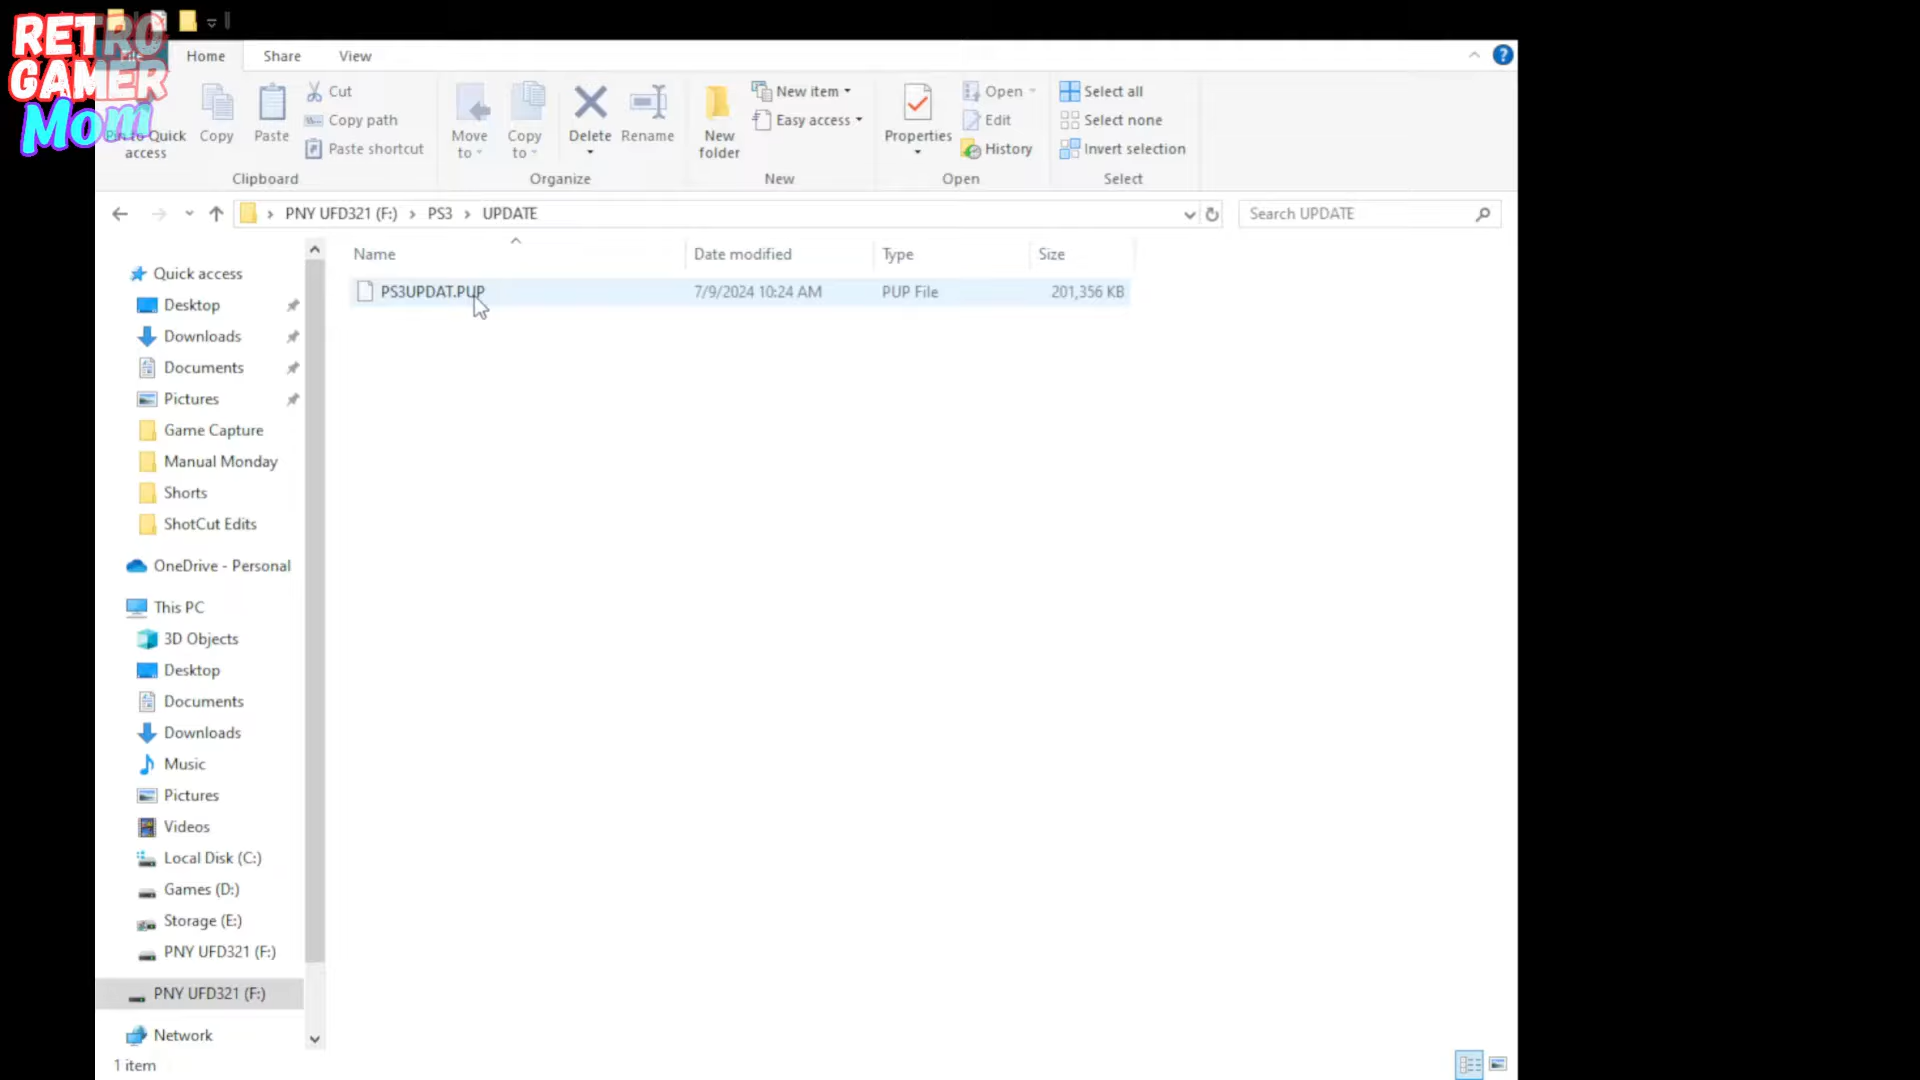 RETRO
GAMER
Mom
File
Home
Share
View
Pin to Quick
access
Copy
Paste
Cut
Copy path
Paste shortcut
Clipboard
Move
to
Copy
to
Delete
Rename
Organize
New
folder
New item
Easy access
New
Properties
Open
Edit
History
Open
Select all
Select none
Invert selection
Select
PNY UFD321 (F:) > PS3 > UPDATE
Search UPDATE
Name
Date modified
Type
Size
PS3UPDAT.PUP
7/9/2024 10:24 AM
PUP File
201,356 KB
Quick access
Desktop
Downloads
Documents
Pictures
Game Capture
Manual Monday
Shorts
ShotCut Edits
OneDrive - Personal
This PC
3D Objects
Desktop
Documents
Downloads
Music
Pictures
Videos
Local Disk (C:)
Games (D:)
Storage (E:)
PNY UFD321 (F:)
PNY UFD321 (F:)
Network
1 item